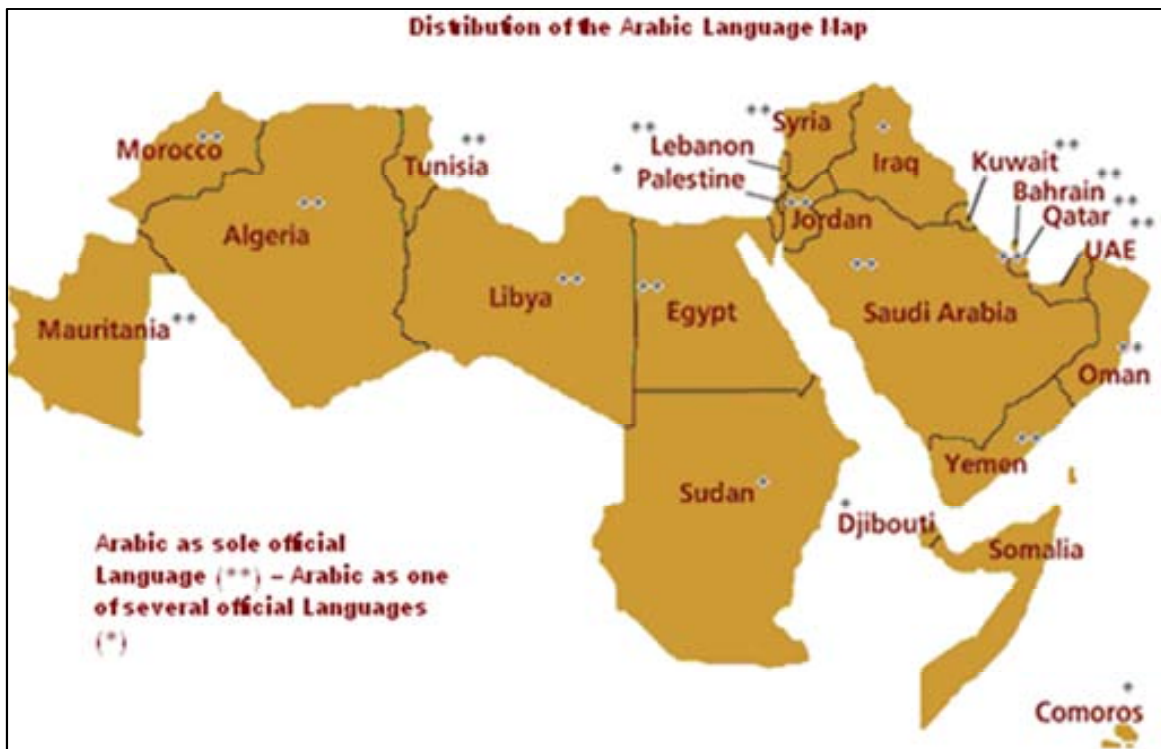 Distribution of the Arabic Language Map
Morocco **
Tunisia **
Algeria **
Libya **
Egypt **
Mauritania **
Lebanon **
Palestine *
Syria **
Iraq *
Jordan **
Kuwait **
Bahrain **
Qatar **
UAE **
**
Saudi Arabia **
Oman **
Yemen **
Sudan *
Djibouti *
Somalia
Comoros *
Arabic as sole official
Language (**) – Arabic as one
of several official Languages
(*)